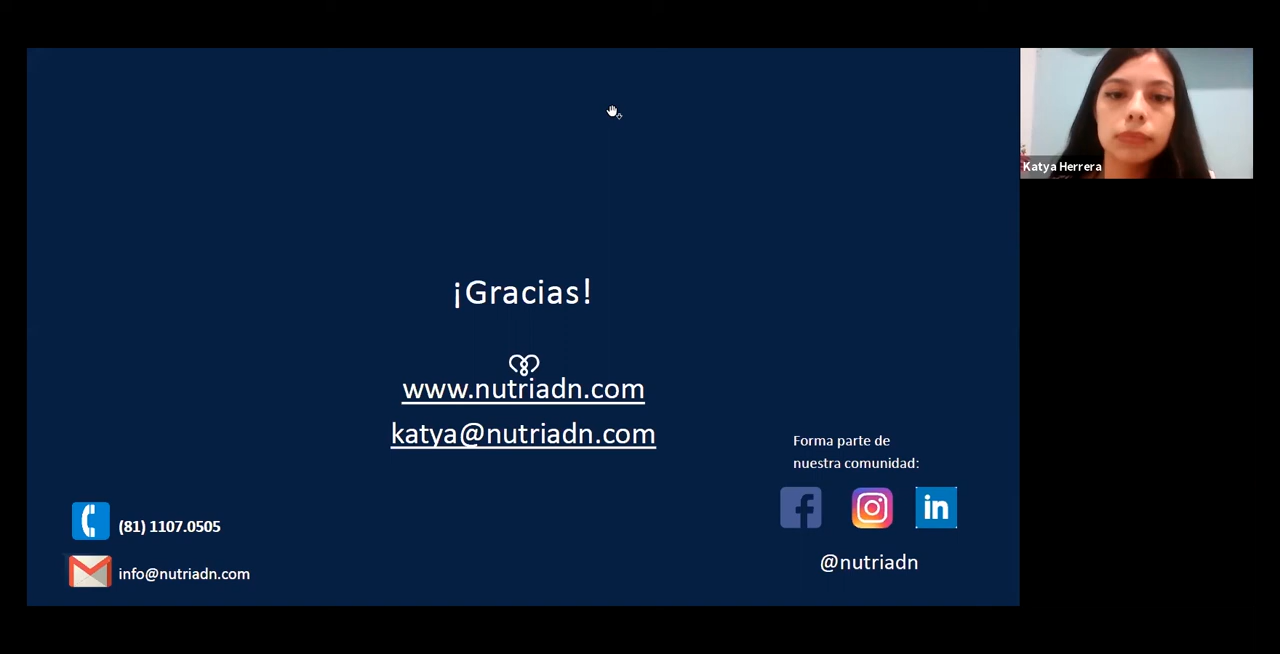 ¡Gracias!
www.nutriadn.com
katya@nutriadn.com
Forma parte de
nuestra comunidad:
in
@nutriadn
(81) 1107.0505
info@nutriadn.com
Katya Herrera